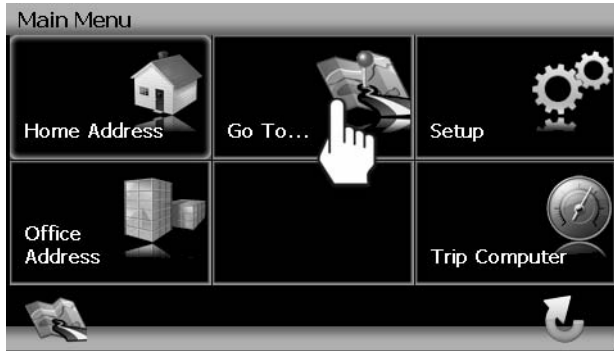 Main Menu
Home Address
Go To...
Setup
Office
Address
Trip Computer